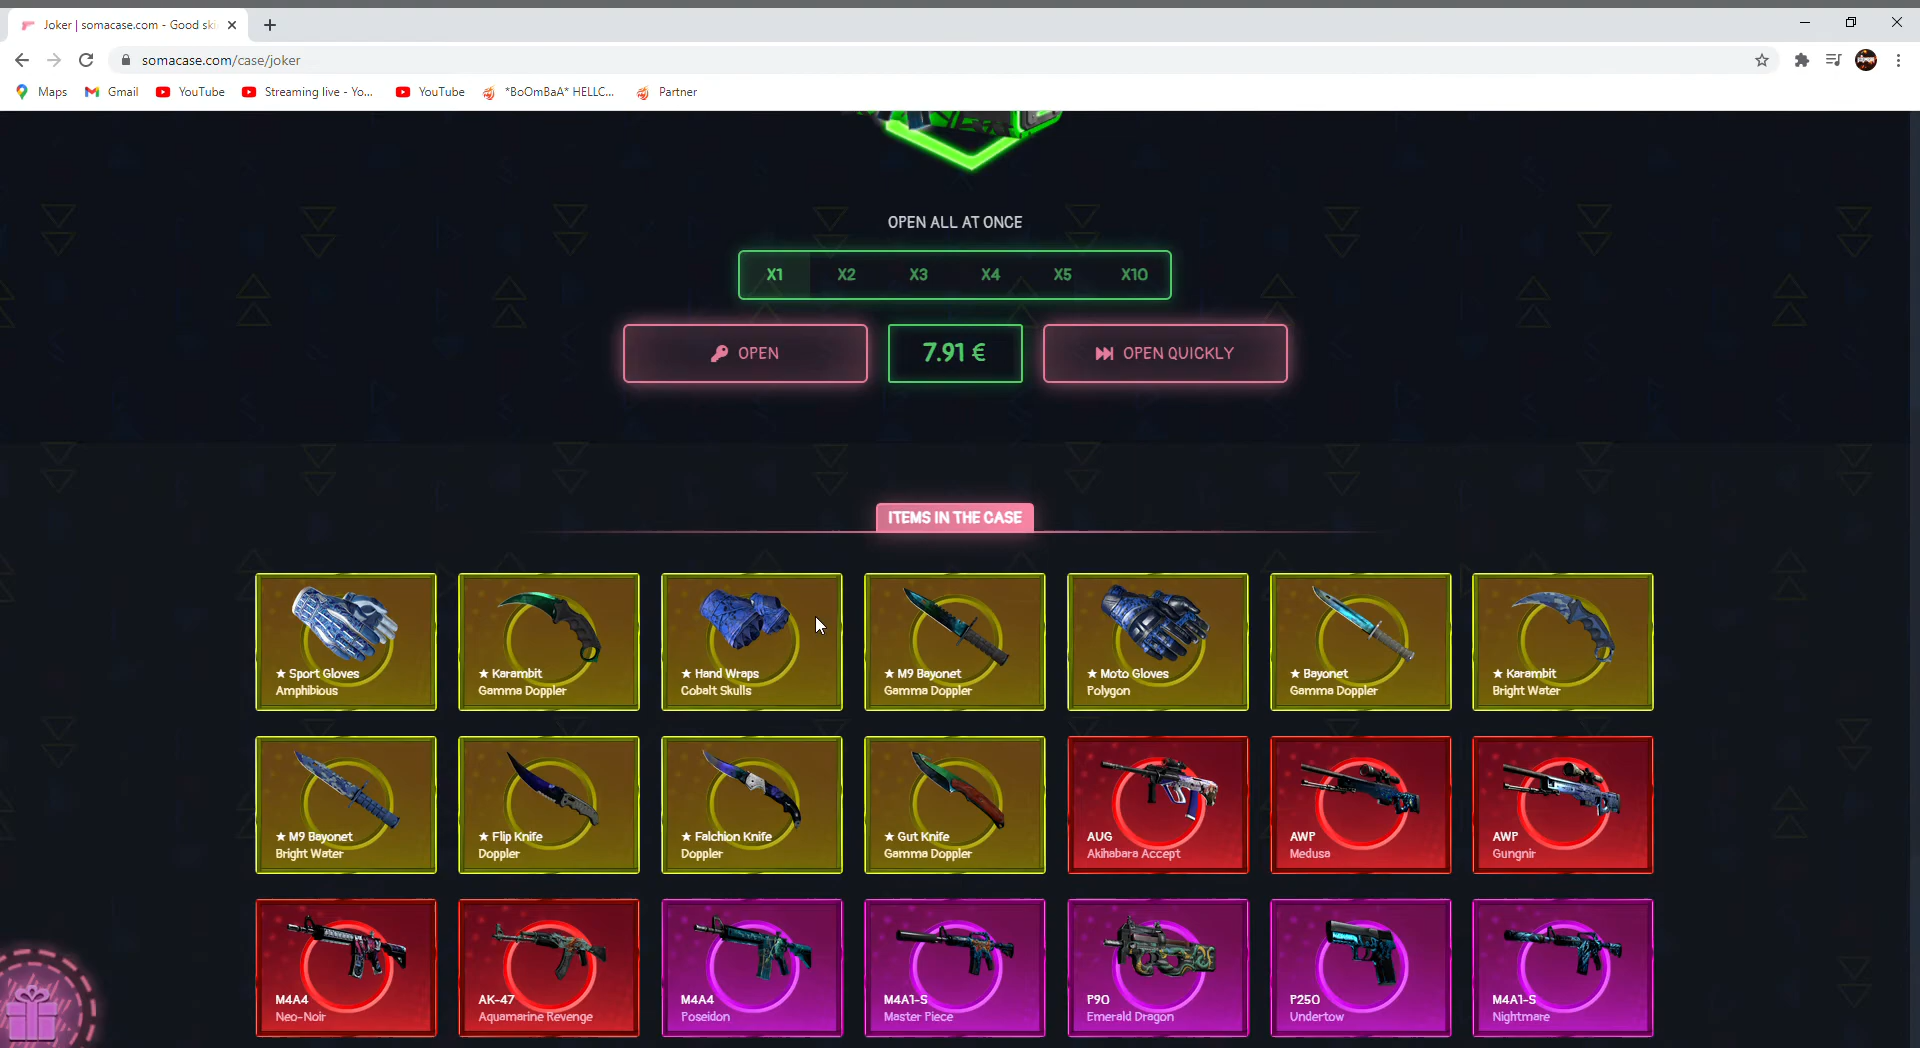 Joker | somacase.com - Good ski
somacase.com/case/joker
Maps
Gmail
YouTube
Streaming live - Yo...
YouTube
*BoOmBaA* HELLC...
Partner
OPEN ALL AT ONCE
X1 X2 X3 X4 X5 X10
OPEN
7.91 €
OPEN QUICKLY
ITEMS IN THE CASE
★ Sport Gloves
Amphibious
★ Karambit
Gamma Doppler
★ Hand Wraps
Cobalt Skulls
★ M9 Bayonet
Gamma Doppler
★ Moto Gloves
Polygon
★ Bayonet
Gamma Doppler
★ Karambit
Bright Water
★ M9 Bayonet
Bright Water
★ Flip Knife
Doppler
★ Falchion Knife
Doppler
★ Gut Knife
Gamma Doppler
AUG
Akihabara Accept
AWP
Medusa
AWP
Gungnir
M4A4
Neo-Noir
AK-47
Aquamarine Revenge
M4A4
Poseidon
M4A1-S
Master Piece
P90
Emerald Dragon
P250
Undertow
M4A1-S
Nightmare